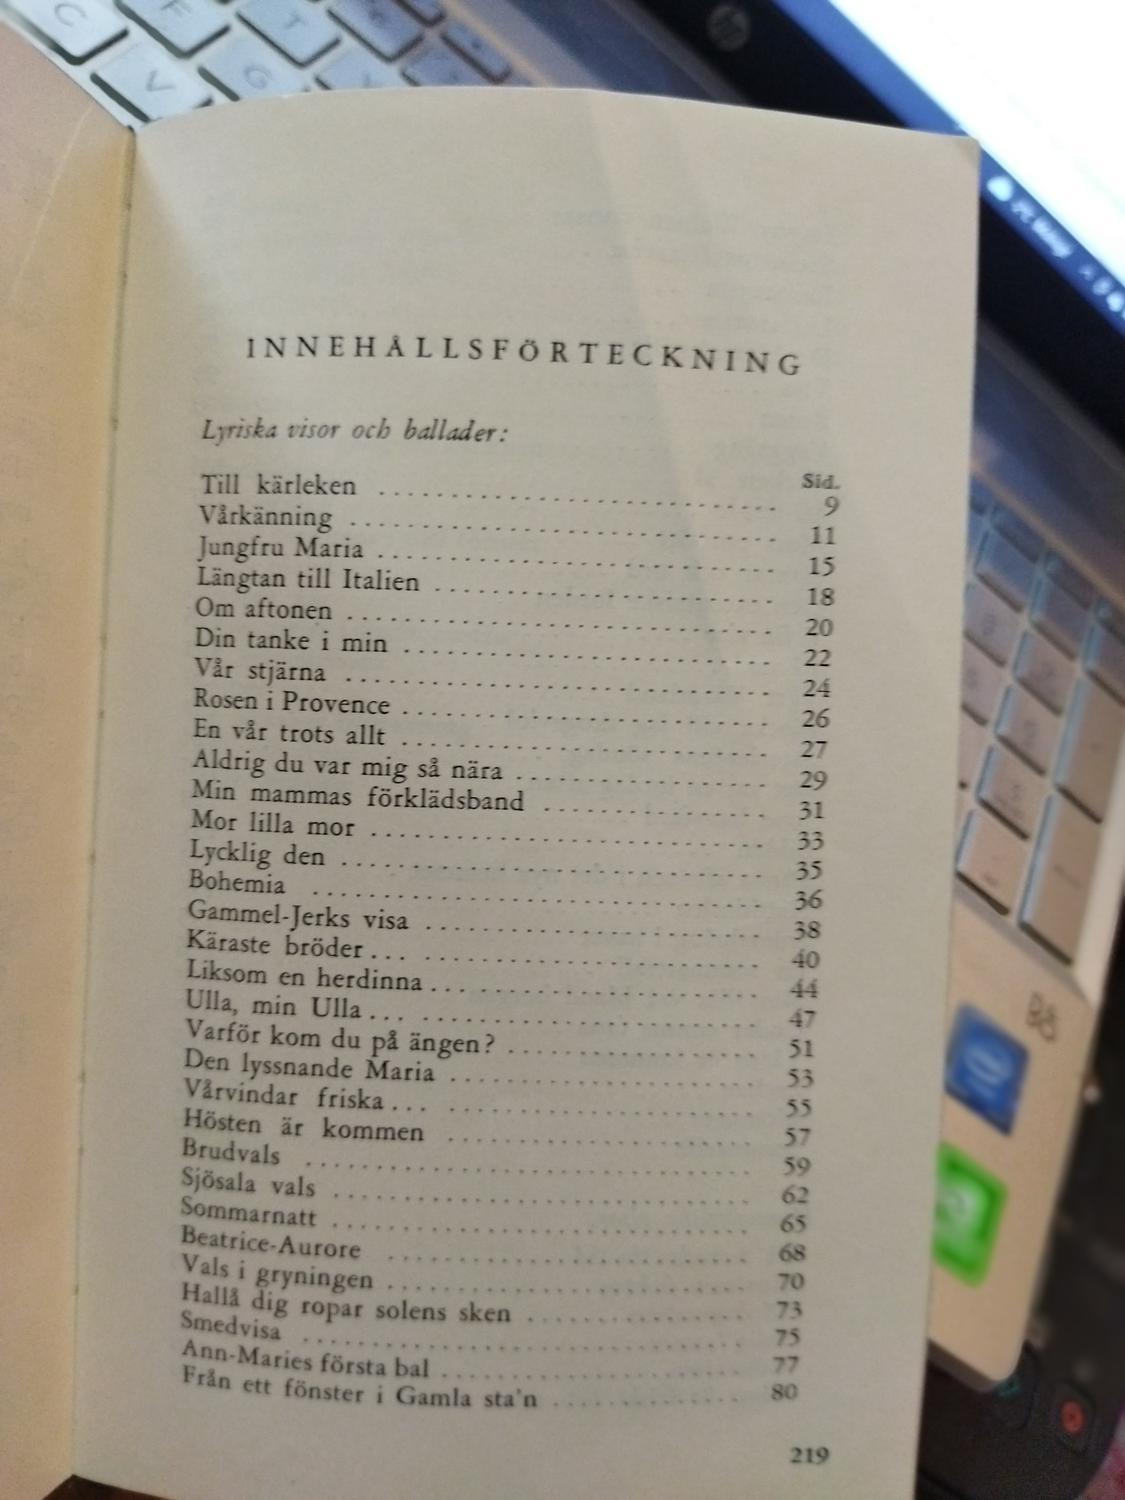 INNEHÅLLSFÖRTECKNING
Lyriska visor och ballader:
Sid.
Till kärleken ............................ 9
Vårkänning ............................ 11
Jungfru Maria ............................ 15
Längtan till Italien ............................ 18
Om aftonen ............................ 20
Din tanke i min ............................ 22
Vår stjärna ............................ 24
Rosen i Provence ............................ 26
En vår trots allt ............................ 27
Aldrig du var mig så nära .................... 29
Min mammas förklädsband .................... 31
Mor lilla mor ............................ 33
Lycklig den ............................ 35
Bohemia ............................ 36
Gammel-Jerks visa ........................ 38
Käraste bröder... ........................ 40
Liksom en herdinna... .................... 44
Ulla, min Ulla... ........................ 47
Varför kom du på ängen? .................... 51
Den lyssnande Maria ........................ 53
Vårvindar friska... ........................ 55
Hösten är kommen ........................ 57
Brudvals ............................ 59
Sjösala vals ............................ 62
Sommarnatt ............................ 65
Beatrice-Aurore ........................ 68
Vals i gryningen ........................ 70
Hallå dig ropar solens sken ................ 73
Smedvisa ............................ 75
Ann-Maries första bal .................... 77
Från ett fönster i Gamla sta'n ............ 80
219